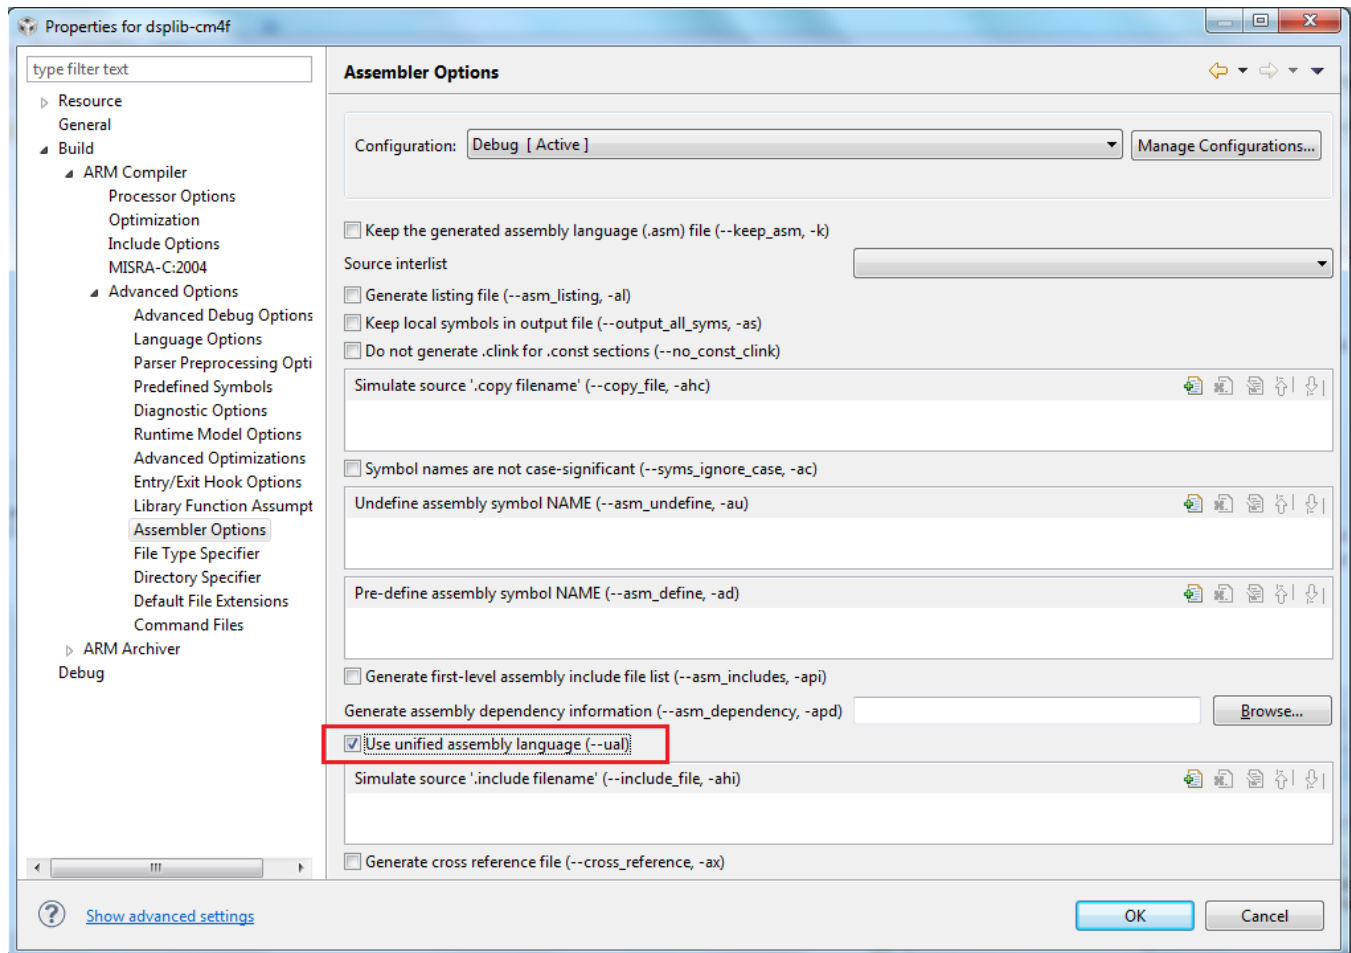 Properties for dsplib-cm4f
type filter text
Resource
General
Build
ARM Compiler
Processor Options
Optimization
Include Options
MISRA-C:2004
Advanced Options
Advanced Debug Options
Language Options
Parser Preprocessing Opti
Predefined Symbols
Diagnostic Options
Runtime Model Options
Advanced Optimizations
Entry/Exit Hook Options
Library Function Assumpt
Assembler Options
File Type Specifier
Directory Specifier
Default File Extensions
Command Files
ARM Archiver
Debug
Assembler Options
Configuration: Debug [ Active ] Manage Configurations...
Keep the generated assembly language (.asm) file (--keep_asm, -k)
Source interlist
Generate listing file (--asm_listing, -al)
Keep local symbols in output file (--output_all_syms, -as)
Do not generate .clink for .const sections (--no_const_clink)
Simulate source '.copy filename' (--copy_file, -ahc)
Symbol names are not case-significant (--syms_ignore_case, -ac)
Undefine assembly symbol NAME (--asm_undefine, -au)
Pre-define assembly symbol NAME (--asm_define, -ad)
Generate first-level assembly include file list (--asm_includes, -api)
Generate assembly dependency information (--asm_dependency, -apd) Browse...
Use unified assembly language (--ual)
Simulate source '.include filename' (--include_file, -ahi)
Generate cross reference file (--cross_reference, -ax)
Show advanced settings
OK Cancel